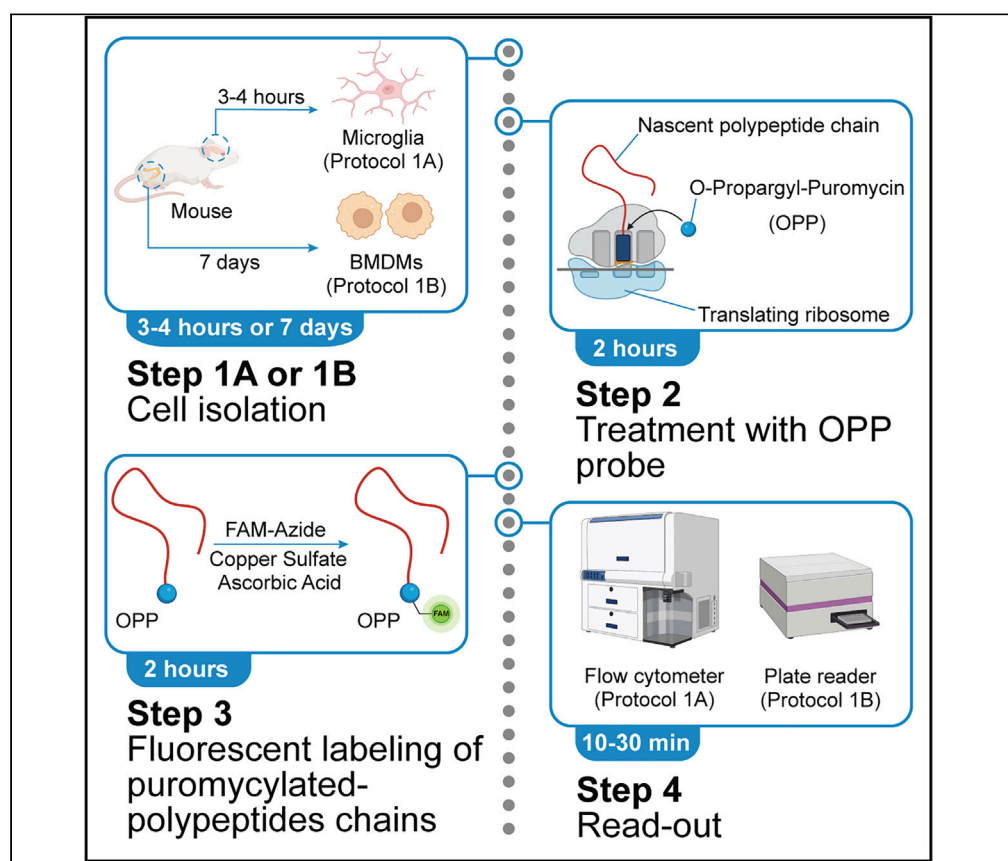 3-4 hours
Microglia
(Protocol 1A)
Mouse
7 days
BMDMs
(Protocol 1B)
3-4 hours or 7 days
Step 1A or 1B
Cell isolation
Nascent polypeptide chain
O-Propargyl-Puromycin
(OPP)
Translating ribosome
2 hours
Step 2
Treatment with OPP
probe
FAM-Azide
Copper Sulfate
Ascorbic Acid
OPP
OPP
FAM
2 hours
Step 3
Fluorescent labeling of
puromycylated-
polypeptides chains
Flow cytometer
(Protocol 1A)
Plate reader
(Protocol 1B)
10-30 min
Step 4
Read-out